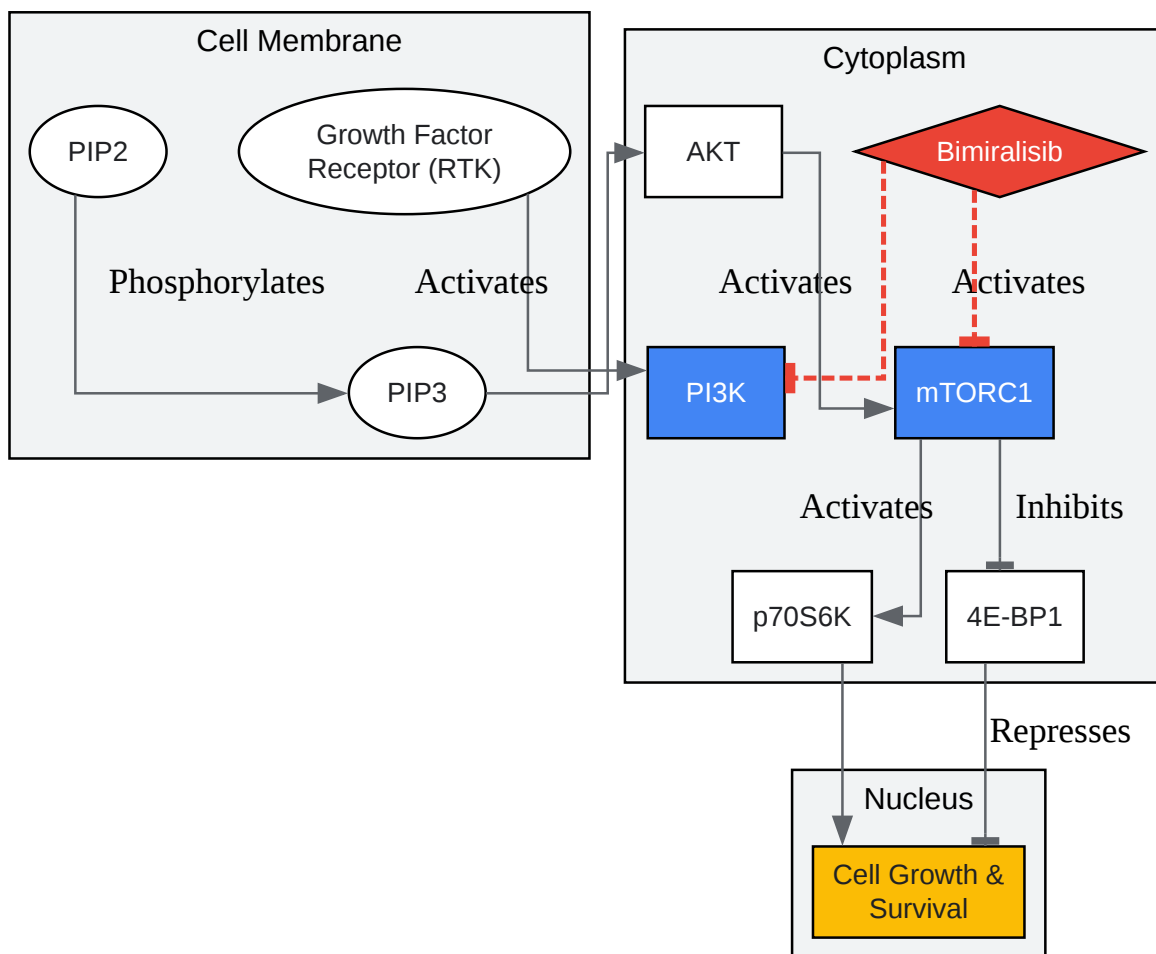 Cell Membrane
Cytoplasm
PIP2
Growth Factor
Receptor (RTK)
AKT
Bimiralisib
Phosphorylates
Activates
Activates
Activates
PIP3
PI3K
mTORC1
Activates
Inhibits
p70S6K
4E-BP1
Represses
Nucleus
Cell Growth &
Survival